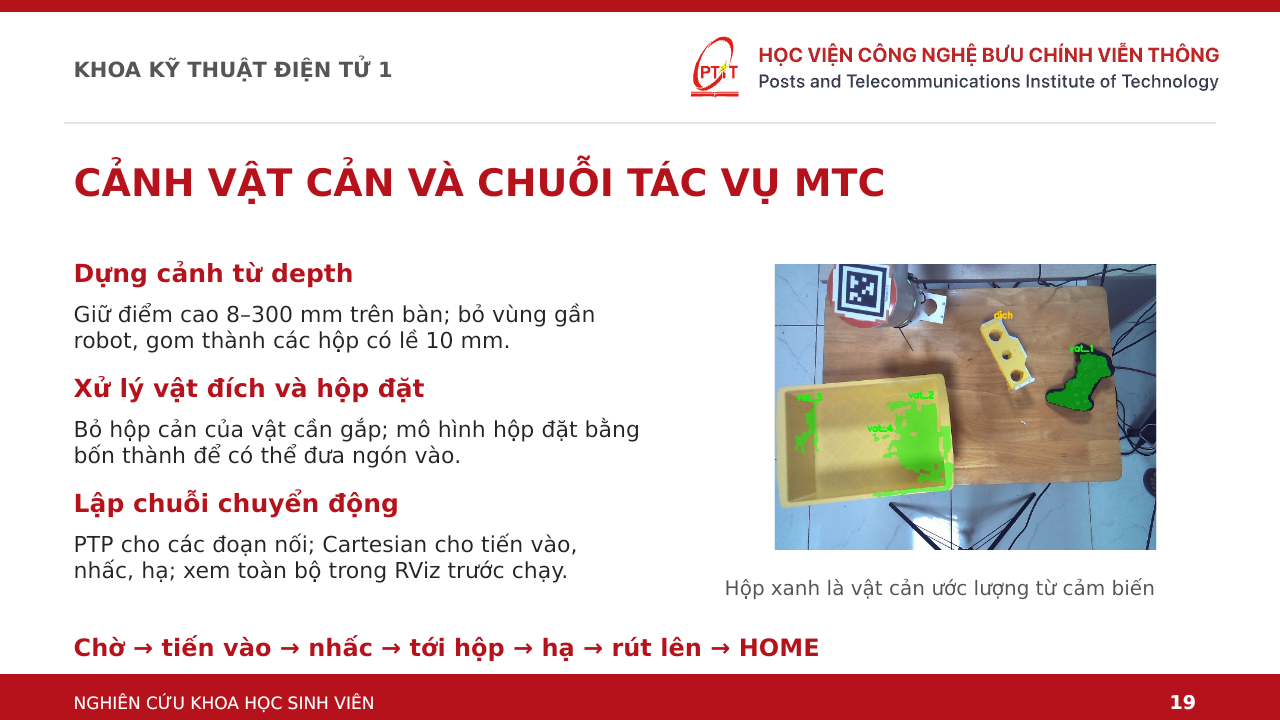 KHOA KỸ THUẬT ĐIỆN TỬ 1
PTIT
HỌC VIỆN CÔNG NGHỆ BƯU CHÍNH VIỄN THÔNG
Posts and Telecommunications Institute of Technology
CẢNH VẬT CẢN VÀ CHUỖI TÁC VỤ MTC
Dựng cảnh từ depth
Giữ điểm cao 8–300 mm trên bàn; bỏ vùng gần
robot, gom thành các hộp có lề 10 mm.
Xử lý vật đích và hộp đặt
Bỏ hộp cản của vật cần gắp; mô hình hộp đặt bằng
bốn thành để có thể đưa ngón vào.
Lập chuỗi chuyển động
PTP cho các đoạn nối; Cartesian cho tiến vào,
nhấc, hạ; xem toàn bộ trong RViz trước chạy.
dich
vat_1
vat_3
vat_2
vat_4
Hộp xanh là vật cản ước lượng từ cảm biến
Chờ → tiến vào → nhấc → tới hộp → hạ → rút lên → HOME
NGHIÊN CỨU KHOA HỌC SINH VIÊN
19